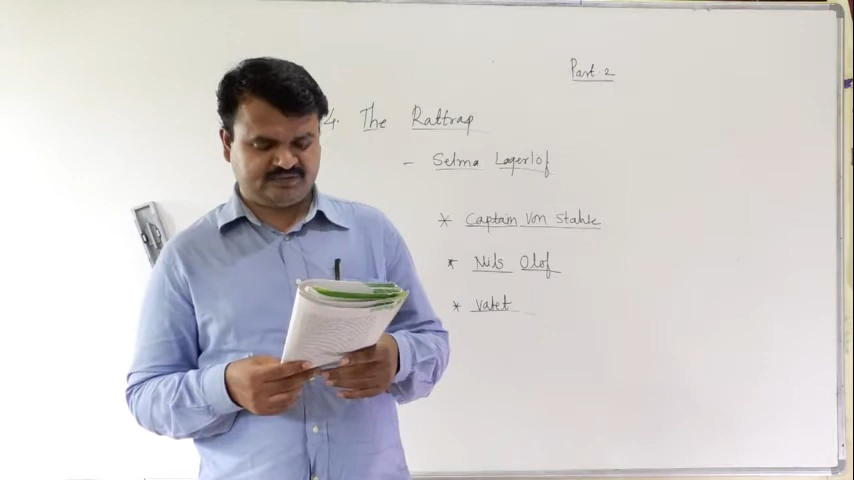 Part-2
4. The Rattrap
- Selma Lagerlof
* Captain Von Stahle
* Nils Olof
* Valet